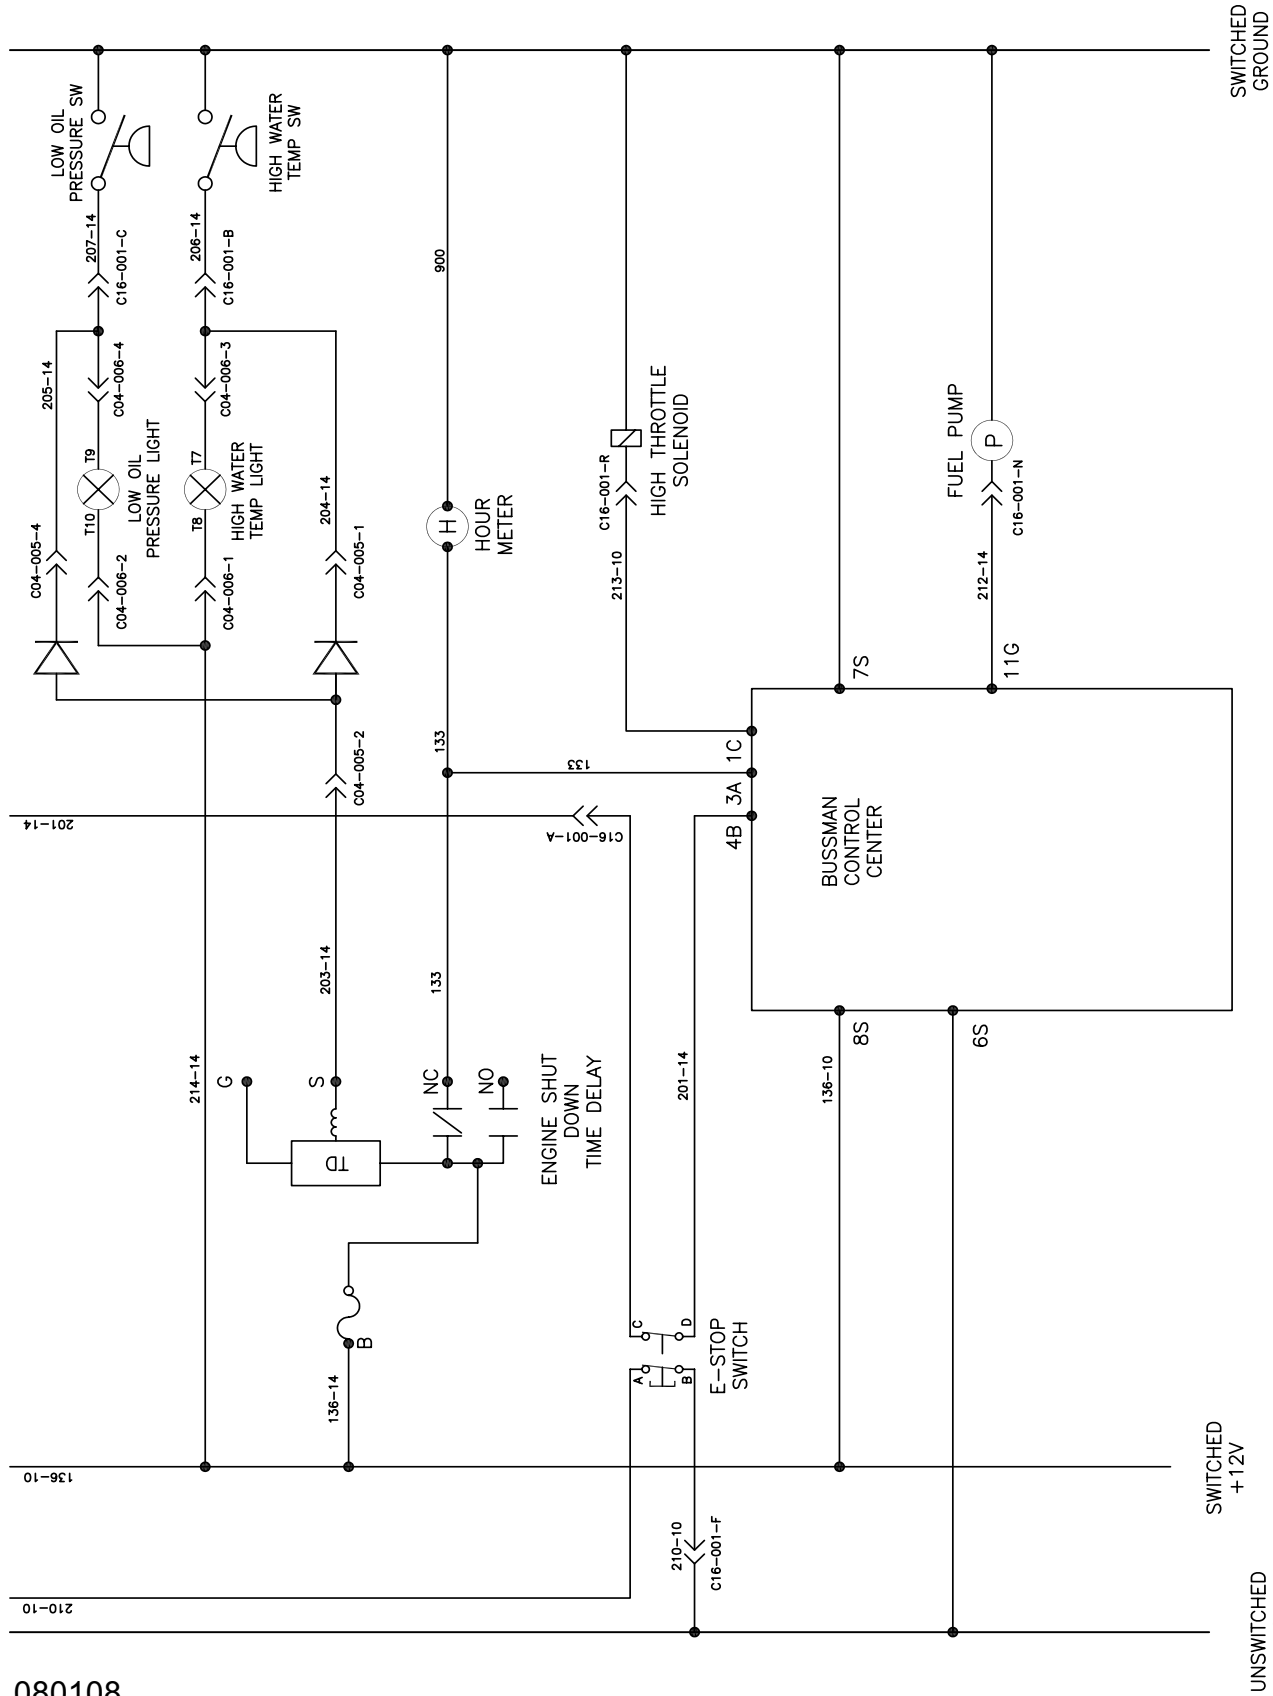 SWITCHED
GROUND
LOW OIL
PRESSURE SW
HIGH WATER
TEMP SW
207-14
C16-001-C
206-14
C16-001-B
900
205-14
C04-006-4
C04-006-3
T9
T10
LOW OIL
PRESSURE LIGHT
T7
T8
HIGH WATER
TEMP LIGHT
204-14
C04-005-4
C04-006-2
C04-006-1
C04-005-1
H
HOUR
METER
C16-001-R
213-10
HIGH THROTTLE
SOLENOID
FUEL PUMP
P
C16-001-N
212-14
7S
11G
1C
3A
4B
133
133
C04-005-2
201-14
C16-001-A
BUSSMAN
CONTROL
CENTER
203-14
133
214-14
G
S
NC
NO
TD
ENGINE SHUT
DOWN
TIME DELAY
201-14
136-10
8S
6S
B
136-14
C
D
A
B
E-STOP
SWITCH
136-10
SWITCHED
+12V
210-10
C16-001-F
210-10
UNSWITCHED
080108